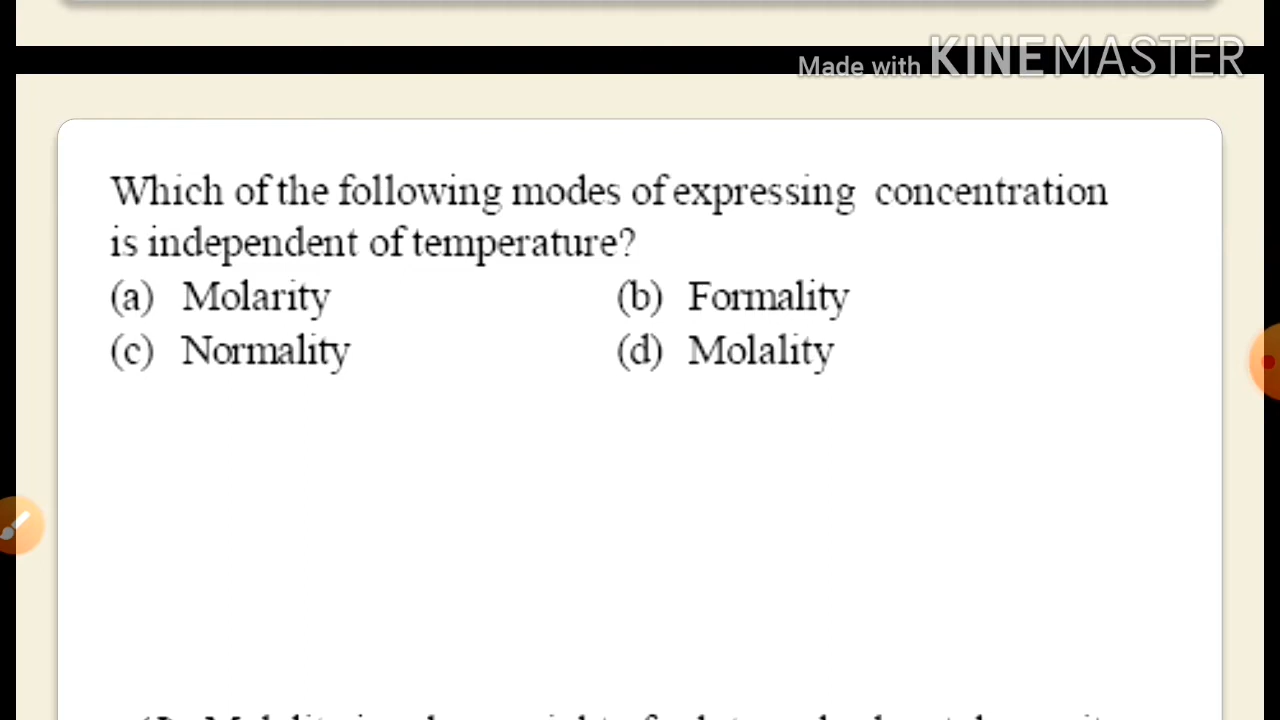 Made with KINEMASTER
Which of the following modes of expressing concentration
is independent of temperature?
(a) Molarity (b) Formality
(c) Normality (d) Molality